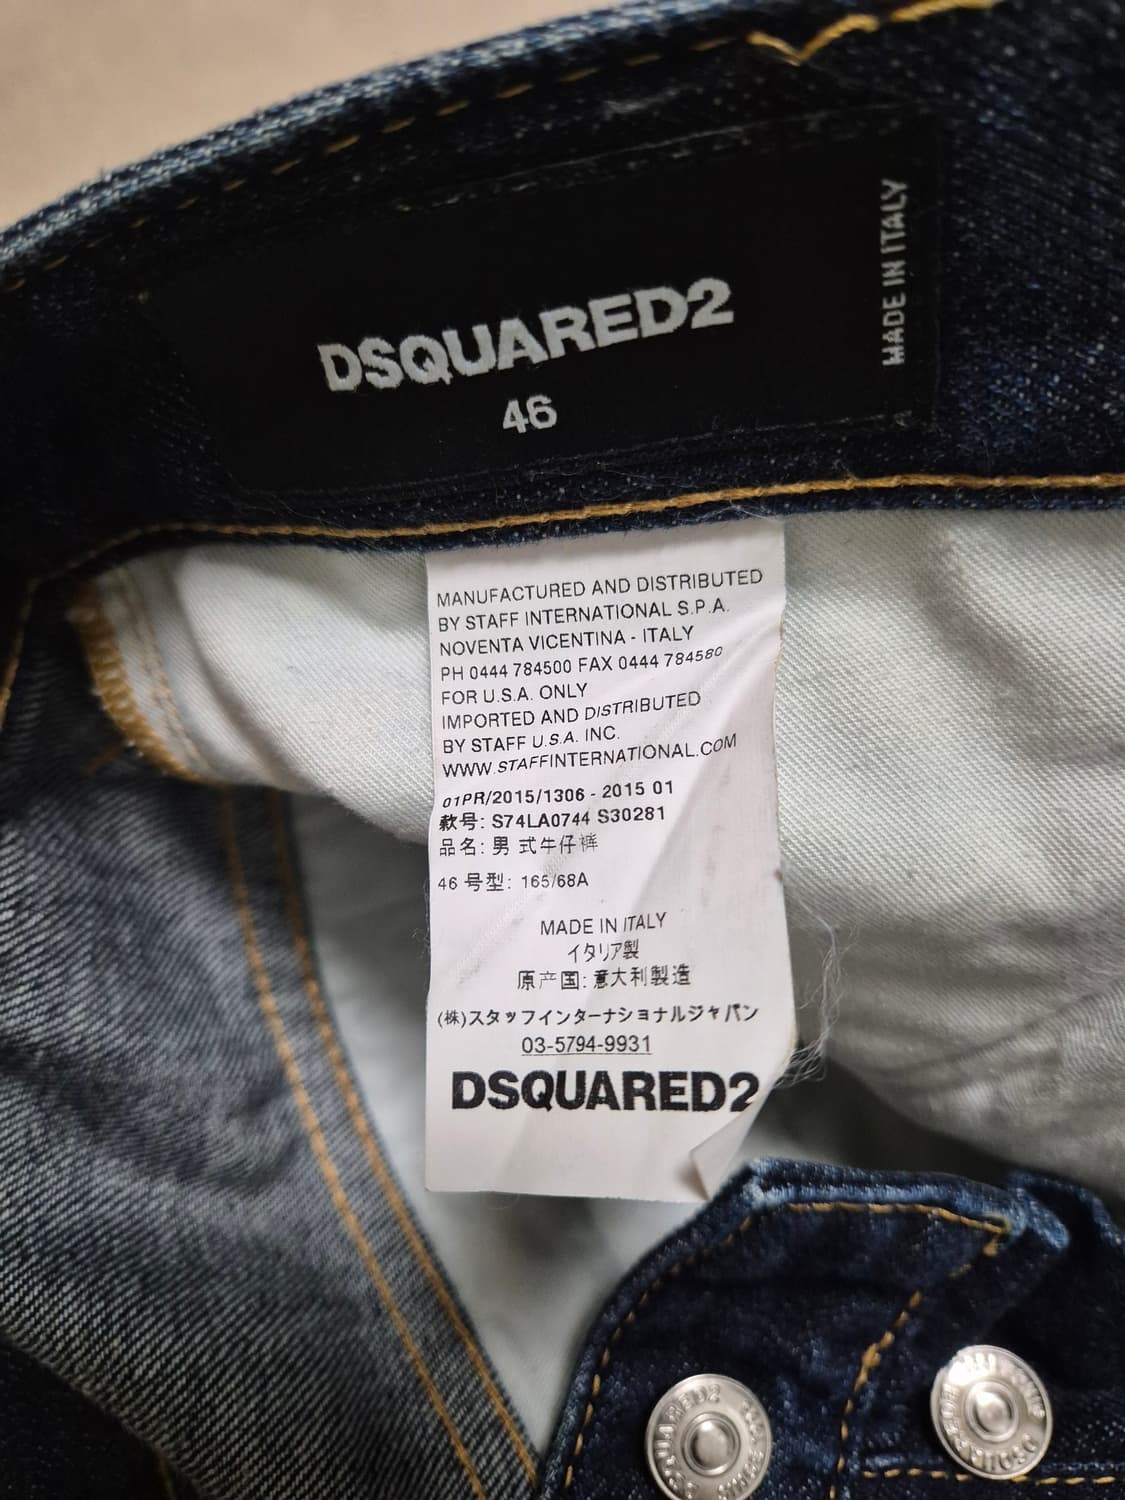 DSQUARED2
46
MADE IN ITALY
MANUFACTURED AND DISTRIBUTED
BY STAFF INTERNATIONAL S.P.A.
NOVENTA VICENTINA - ITALY
PH 0444 784500 FAX 0444 784580
FOR U.S.A. ONLY
IMPORTED AND DISTRIBUTED
BY STAFF U.S.A. INC.
WWW.STAFFINTERNATIONAL.COM
01PR/2015/1306 - 2015 01
款号: S74LA0744 S30281
品名: 男 式牛仔裤
46 号型: 165/68A
MADE IN ITALY
イタリア製
原产国: 意大利製造
(株)スタッフインターナショナルジャパン
03-5794-9931
DSQUARED2
DSQUARED2
DSQUARED2